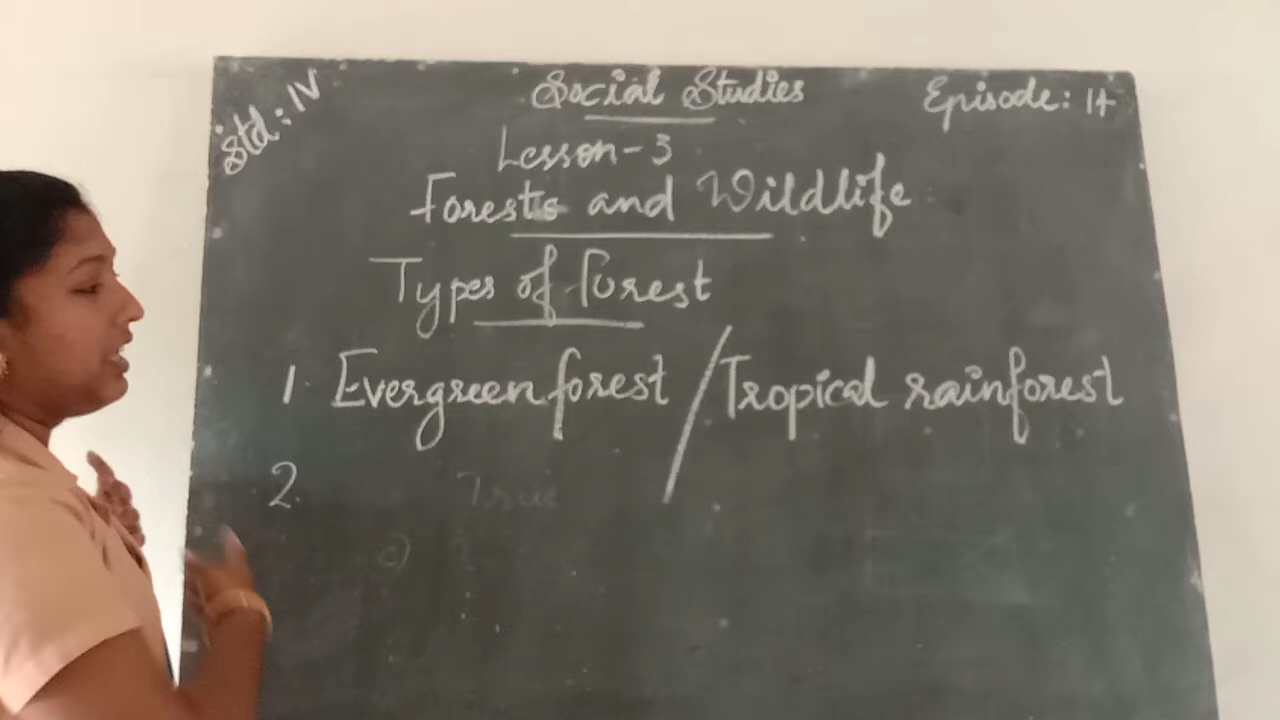 Std: IV
Social Studies
Episode: 14
Lesson - 3
Forests and Wildlife
Types of forest
1. Evergreen forest / Tropical rainforest
2.
True
c)